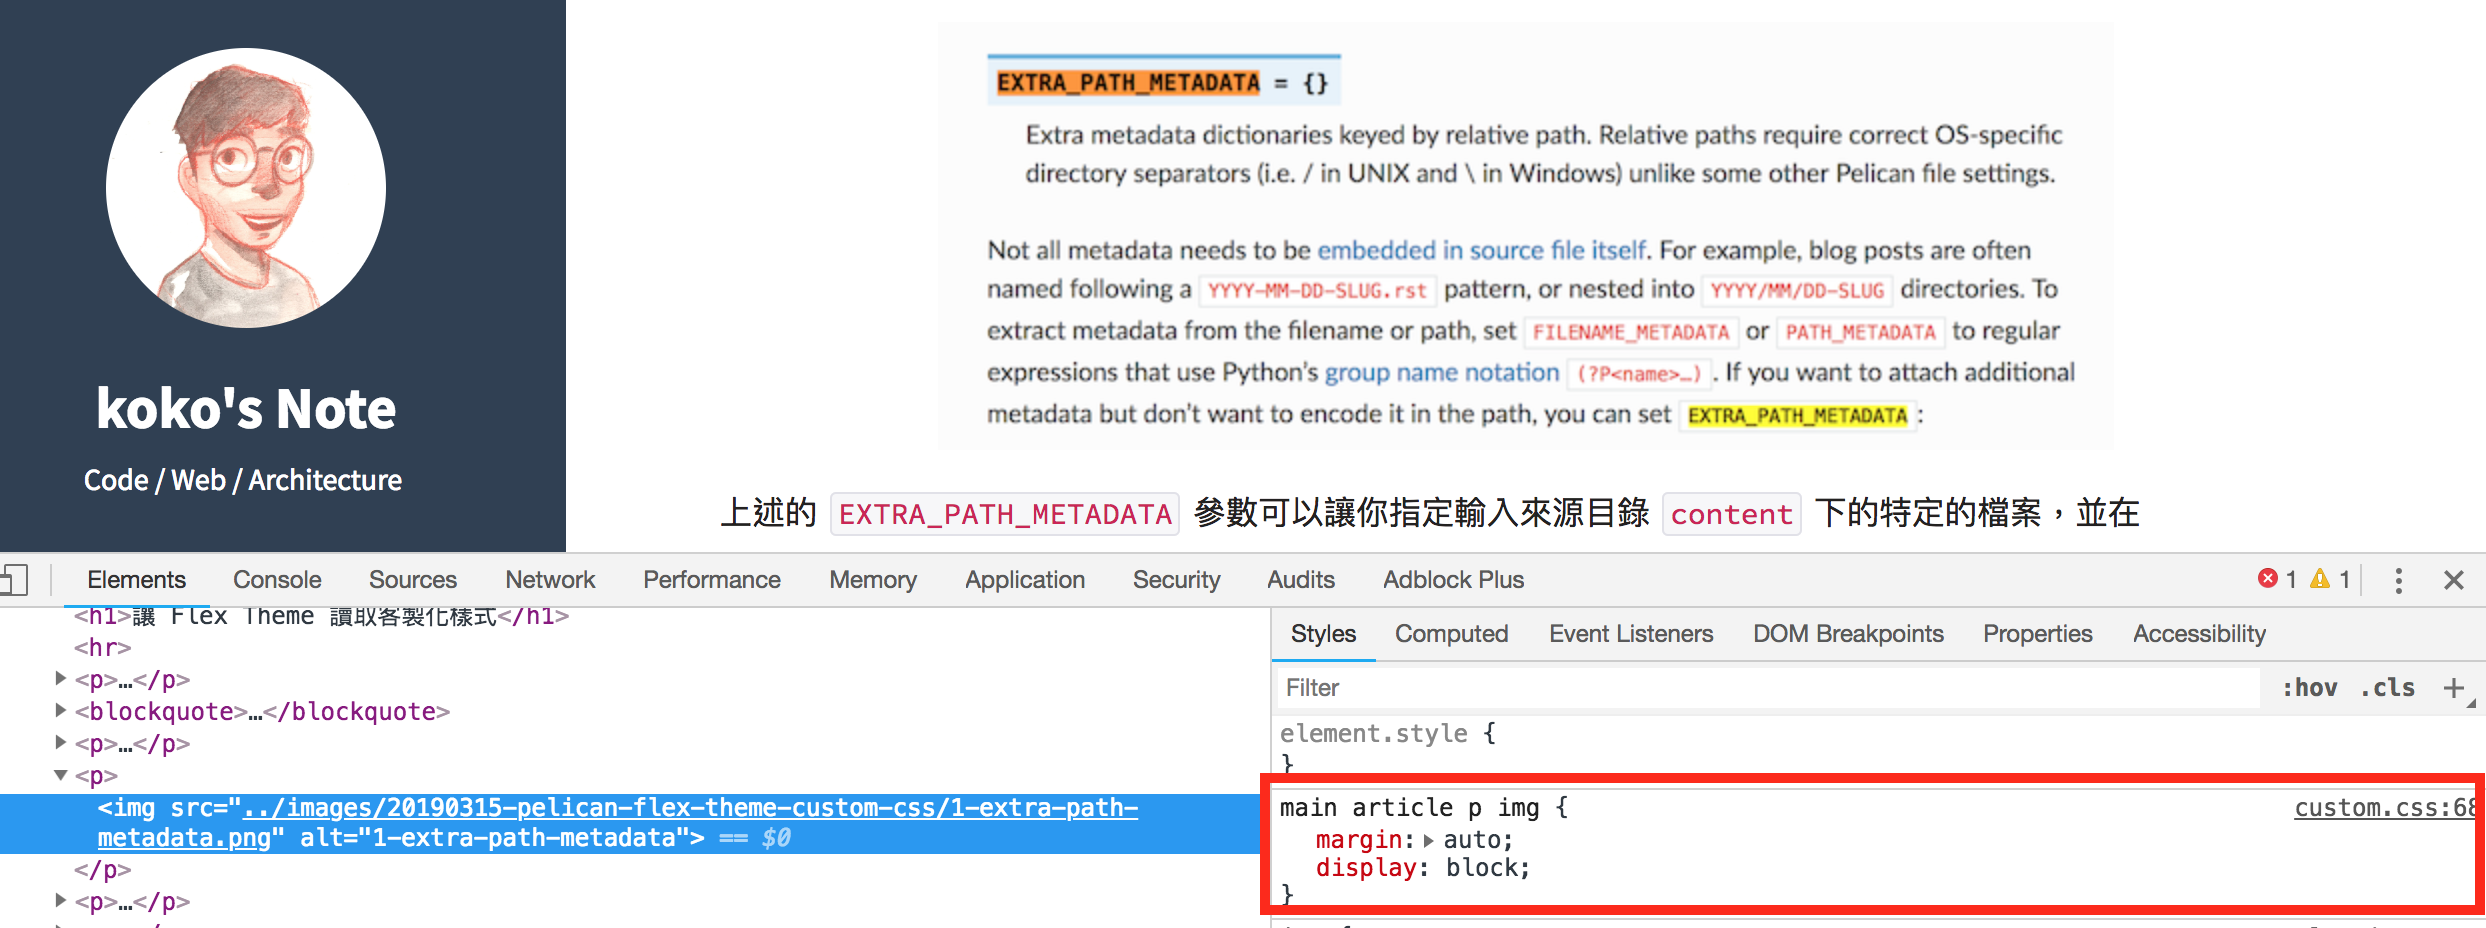 koko's Note
Code / Web / Architecture
EXTRA_PATH_METADATA = {}
Extra metadata dictionaries keyed by relative path. Relative paths require correct OS-specific
directory separators (i.e. / in UNIX and \ in Windows) unlike some other Pelican file settings.
Not all metadata needs to be embedded in source file itself. For example, blog posts are often
named following a YYYY-MM-DD-SLUG.rst pattern, or nested into YYYY/MM/DD-SLUG directories. To
extract metadata from the filename or path, set FILENAME_METADATA or PATH_METADATA to regular
expressions that use Python's group name notation (?P<name>…) . If you want to attach additional
metadata but don't want to encode it in the path, you can set EXTRA_PATH_METADATA :
上述的 EXTRA_PATH_METADATA 參數可以讓你指定輸入來源目錄 content 下的特定的檔案，並在
Elements Console Sources Network Performance Memory Application Security Audits Adblock Plus 1 1
<h1>讓 Flex Theme 讀取客製化樣式</h1>
<hr>
<p>…</p>
<blockquote>…</blockquote>
<p>…</p>
<p>
<img src="../images/20190315-pelican-flex-theme-custom-css/1-extra-path-
metadata.png" alt="1-extra-path-metadata"> == $0
</p>
<p>…</p>
Styles Computed Event Listeners DOM Breakpoints Properties Accessibility
Filter :hov .cls +
element.style {
}
main article p img { custom.css:68
margin: auto;
display: block;
}